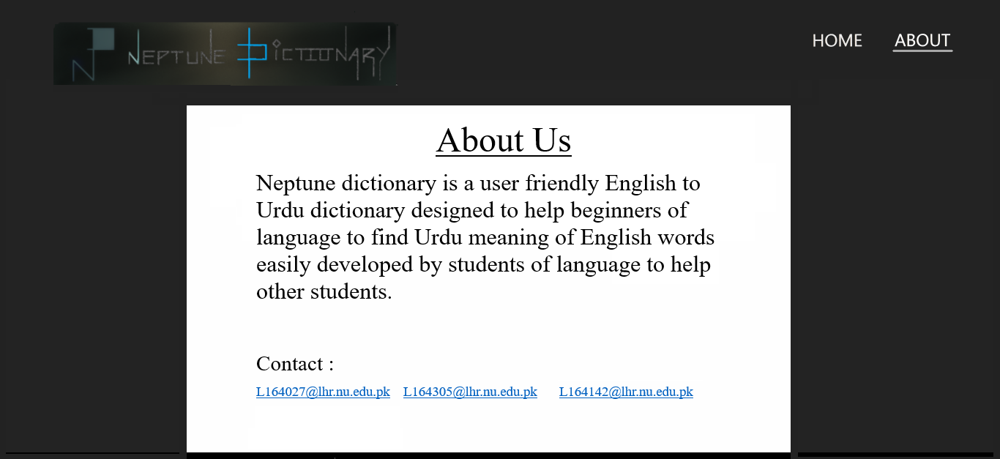 NEPTUNE DICTIONARY
HOME ABOUT
About Us
Neptune dictionary is a user friendly English to
Urdu dictionary designed to help beginners of
language to find Urdu meaning of English words
easily developed by students of language to help
other students.
Contact :
L164027@lhr.nu.edu.pk L164305@lhr.nu.edu.pk L164142@lhr.nu.edu.pk